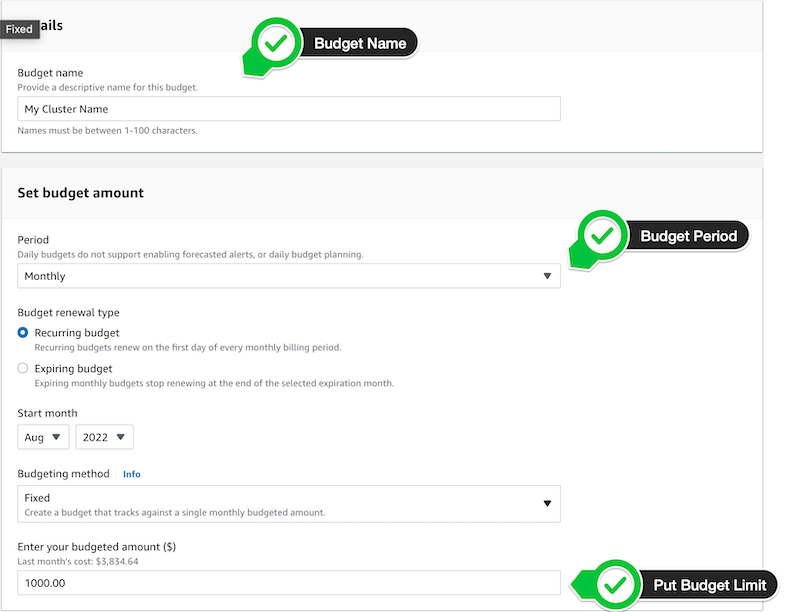 Fixed
ails
Budget Name
Budget name
Provide a descriptive name for this budget.
My Cluster Name
Names must be between 1-100 characters.
Set budget amount
Budget Period
Period
Daily budgets do not support enabling forecasted alerts, or daily budget planning.
Monthly
Budget renewal type
Recurring budget
Recurring budgets renew on the first day of every monthly billing period.
Expiring budget
Expiring monthly budgets stop renewing at the end of the selected expiration month.
Start month
Aug 2022
Budgeting method Info
Fixed
Create a budget that tracks against a single monthly budgeted amount.
Enter your budgeted amount ($)
Last month's cost: $3,834.64
1000.00
Put Budget Limit